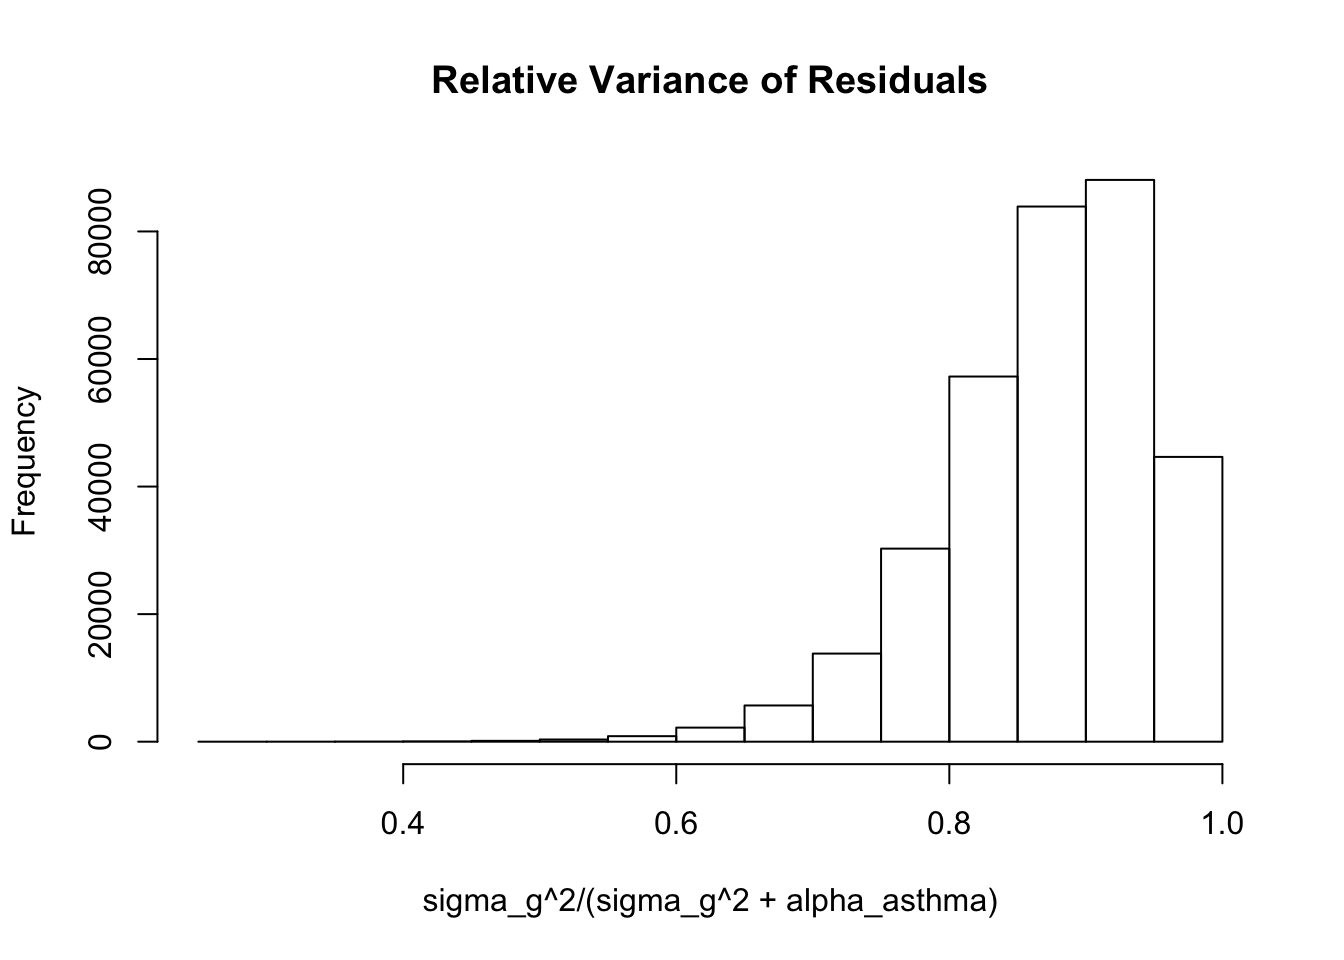 Relative Variance of Residuals
Frequency
80000
60000
40000
20000
0
0.4 0.6 0.8 1.0
sigma_g^2/(sigma_g^2 + alpha_asthma)